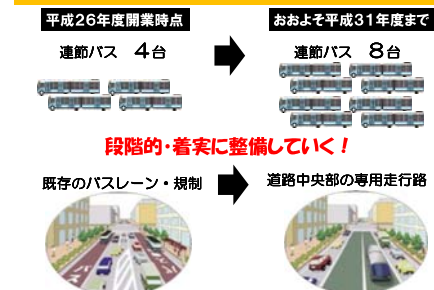 平成26年度開業時点
おおよそ平成31年度まで
連節バス 4台
連節バス 8台
段階的・着実に整備していく！
既存のバスレーン・規制
道路中央部の専用走行路
バス